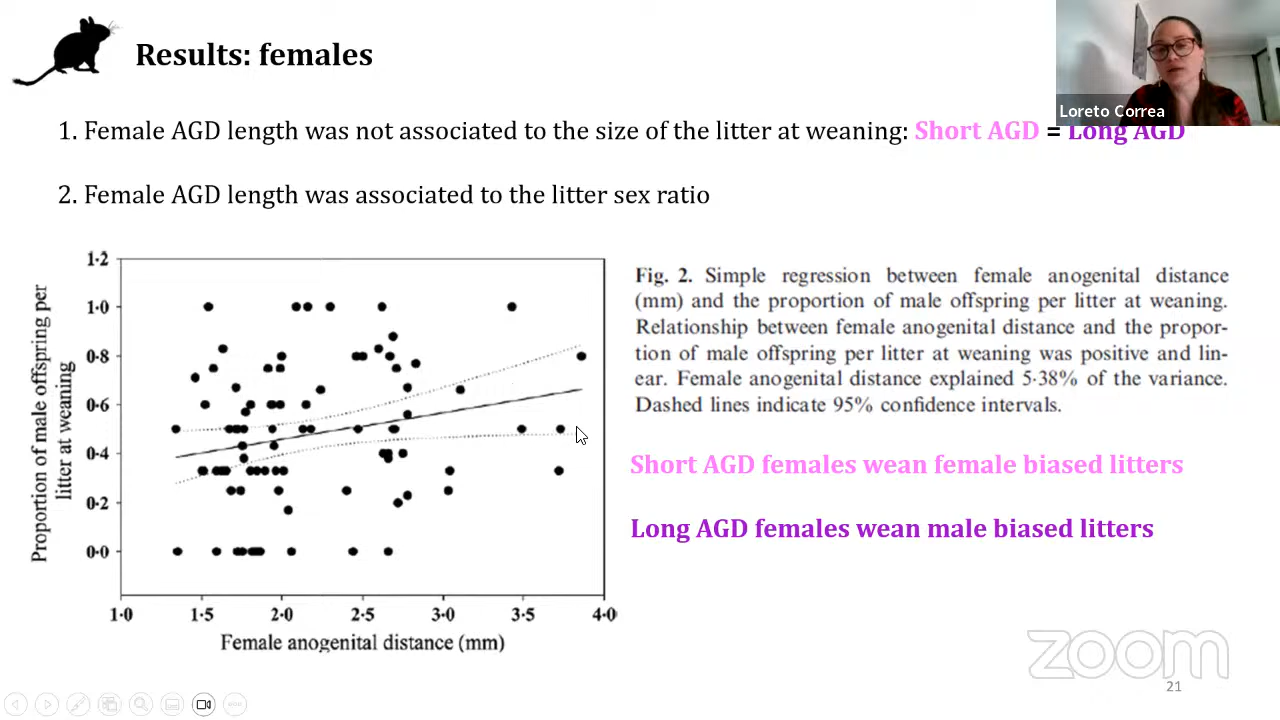 Results: females
Loreto Correa
1. Female AGD length was not associated to the size of the litter at weaning: Short AGD = Long AGD
2. Female AGD length was associated to the litter sex ratio
Proportion of male offspring per
litter at weaning
1·2
1·0
0·8
0·6
0·4
0·2
0·0
1·0 1·5 2·0 2·5 3·0 3·5 4·0
Female anogenital distance (mm)
Fig. 2. Simple regression between female anogenital distance
(mm) and the proportion of male offspring per litter at weaning.
Relationship between female anogenital distance and the propor-
tion of male offspring per litter at weaning was positive and lin-
ear. Female anogenital distance explained 5·38% of the variance.
Dashed lines indicate 95% confidence intervals.
Short AGD females wean female biased litters
Long AGD females wean male biased litters
zoom
21